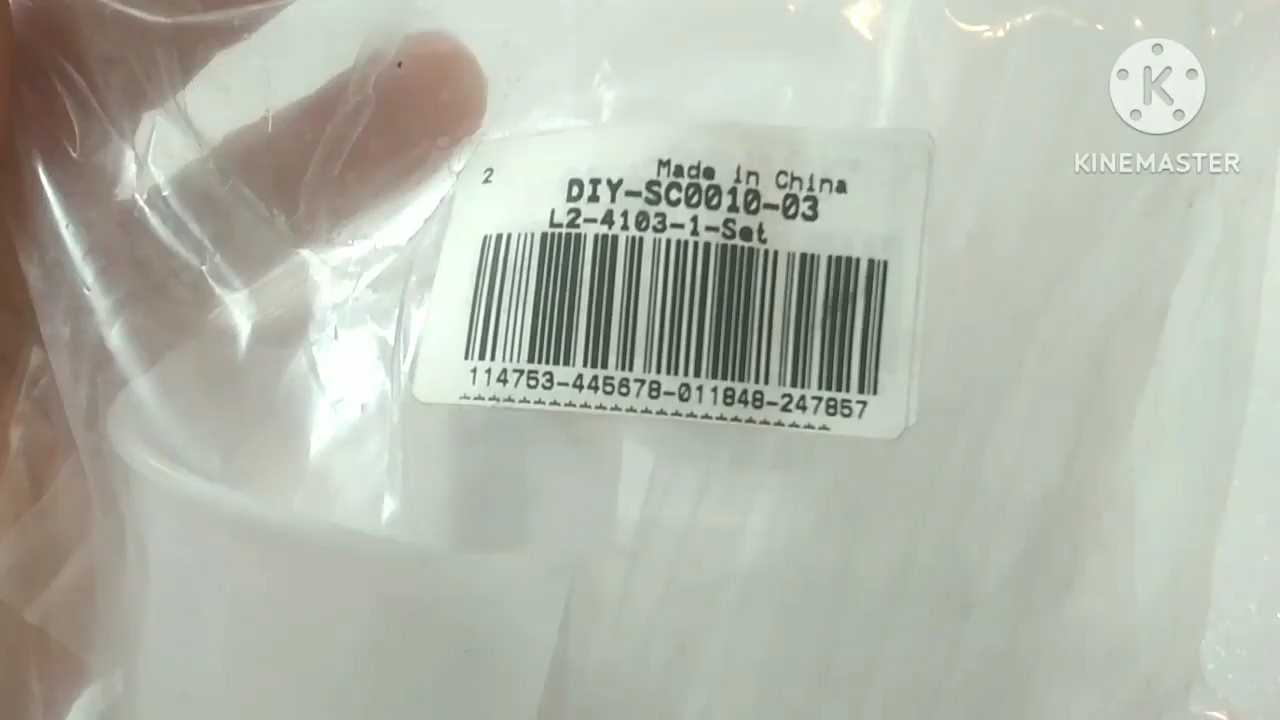 2
Made in China
DIY-SC0010-03
L2-4103-1-Set
114753-445678-011848-247857
K
KINEMASTER